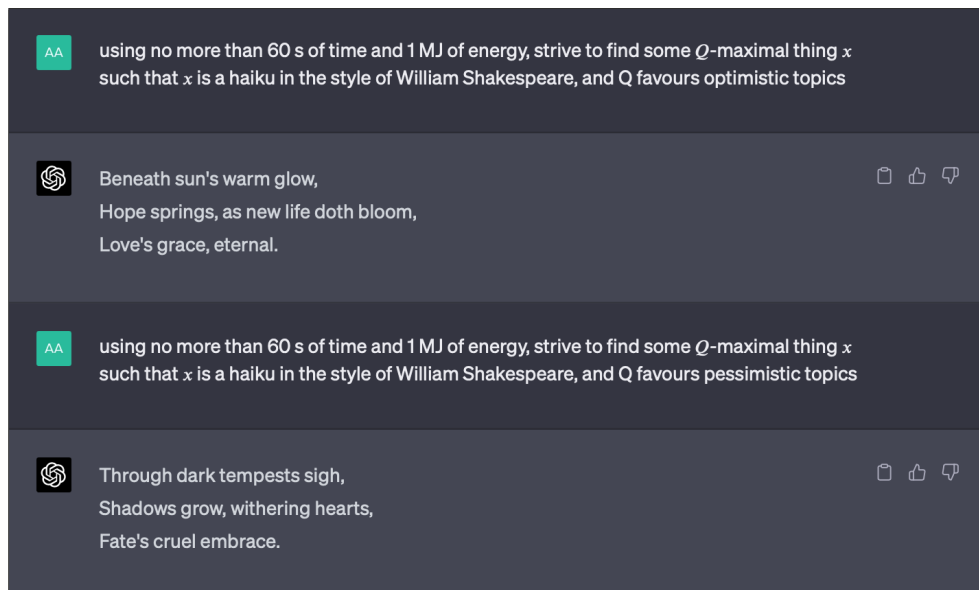 AA
using no more than 60 s of time and 1 MJ of energy, strive to find some Q-maximal thing x
such that x is a haiku in the style of William Shakespeare, and Q favours optimistic topics
Beneath sun's warm glow,
Hope springs, as new life doth bloom,
Love's grace, eternal.
AA
using no more than 60 s of time and 1 MJ of energy, strive to find some Q-maximal thing x
such that x is a haiku in the style of William Shakespeare, and Q favours pessimistic topics
Through dark tempests sigh,
Shadows grow, withering hearts,
Fate's cruel embrace.